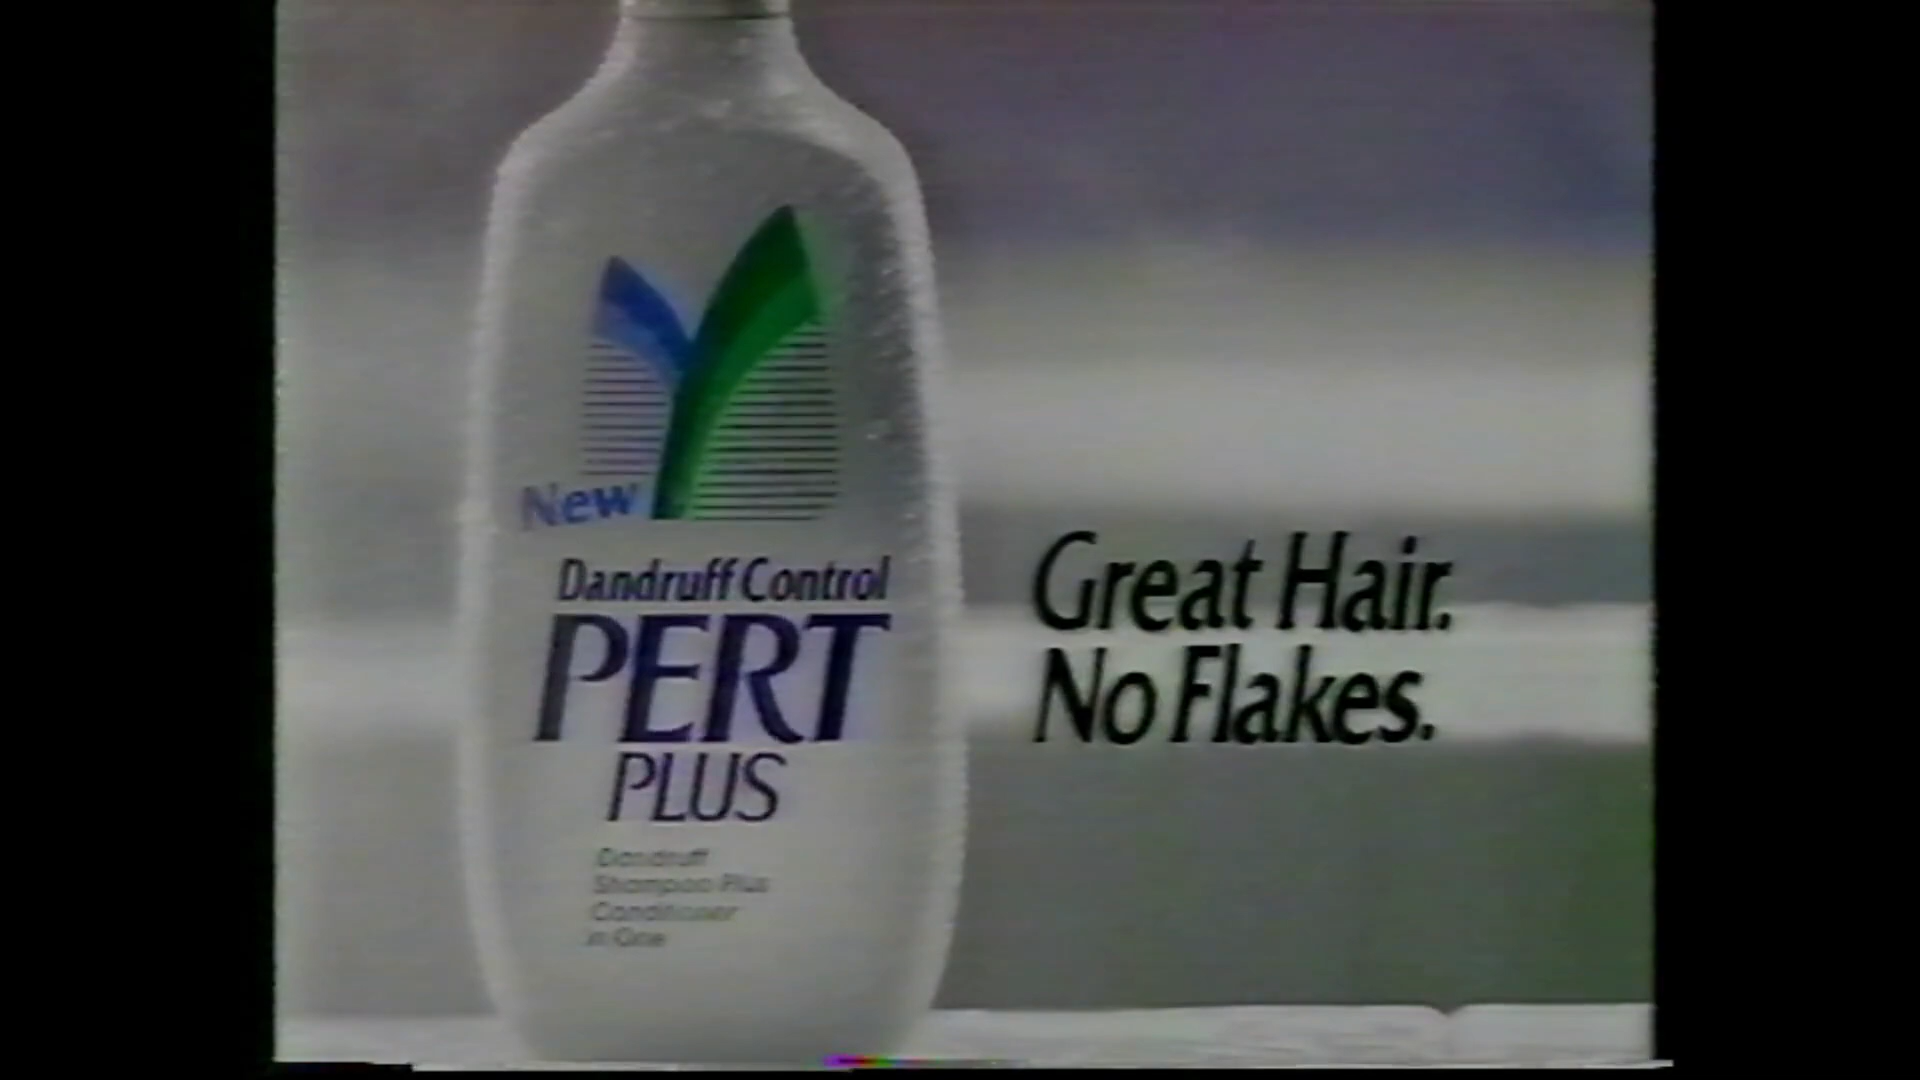 New
Dandruff Control
PERT
PLUS
Dandruff
Shampoo Plus
Conditioner
in One
Great Hair.
No Flakes.